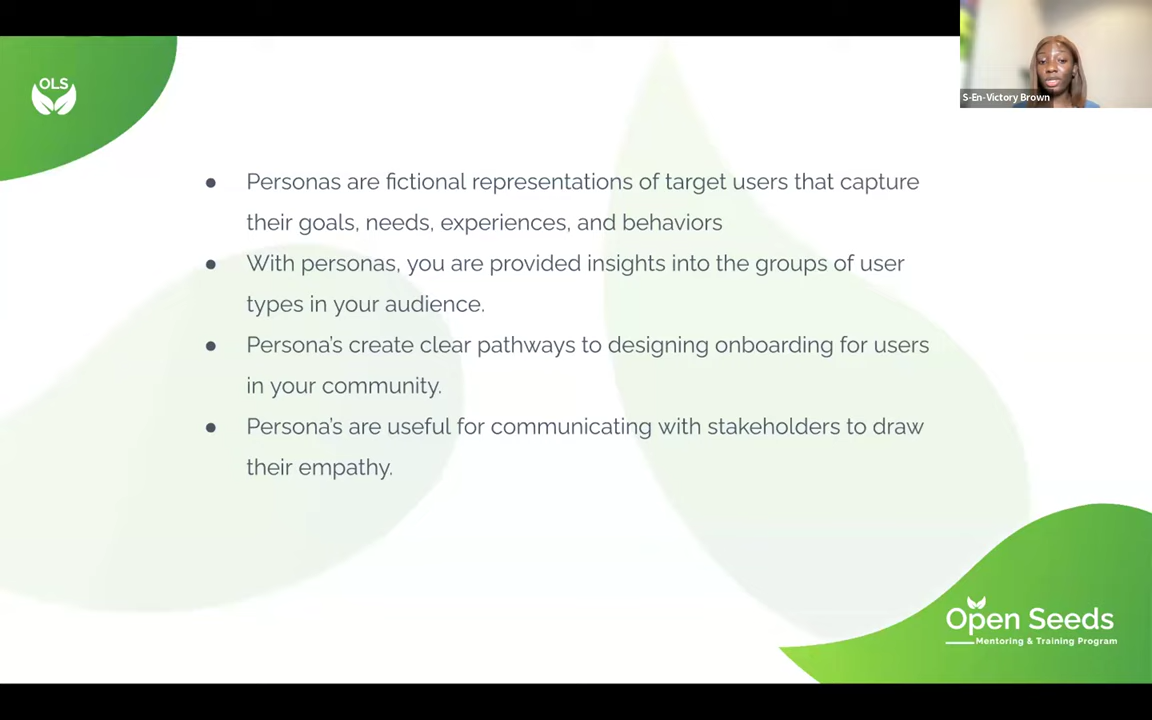 OLS
S-En-Victory Brown
● Personas are fictional representations of target users that capture
their goals, needs, experiences, and behaviors
● With personas, you are provided insights into the groups of user
types in your audience.
● Persona's create clear pathways to designing onboarding for users
in your community.
● Persona's are useful for communicating with stakeholders to draw
their empathy.
Open Seeds
Mentoring & Training Program